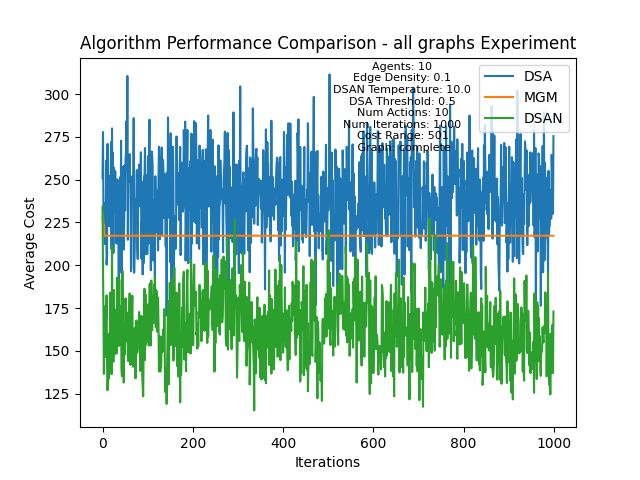 Algorithm Performance Comparison - all graphs Experiment
Agents: 10
Edge Density: 0.1
DSAN Temperature: 10.0
DSA Threshold: 0.5
Num Actions: 10
Num Iterations: 1000
Cost Range: 501
Graph: complete
DSA
MGM
DSAN
Average Cost
300
275
250
225
200
175
150
125
0
200
400
600
800
1000
Iterations